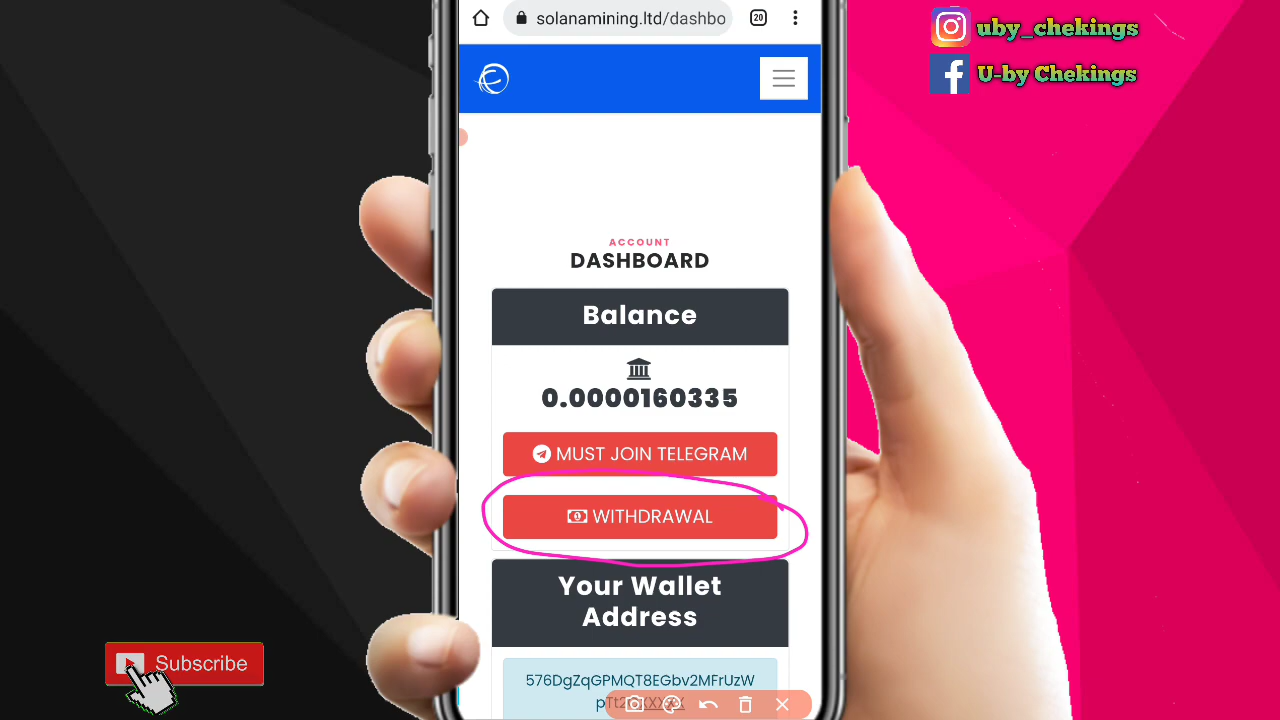 solanamining.ltd/dashbo
20
uby_chekings
U-by Chekings
ACCOUNT
DASHBOARD
Balance
0.0000160335
MUST JOIN TELEGRAM
WITHDRAWAL
Your Wallet
Address
576DgZqGPMQT8EGbv2MFrUzW
Subscribe